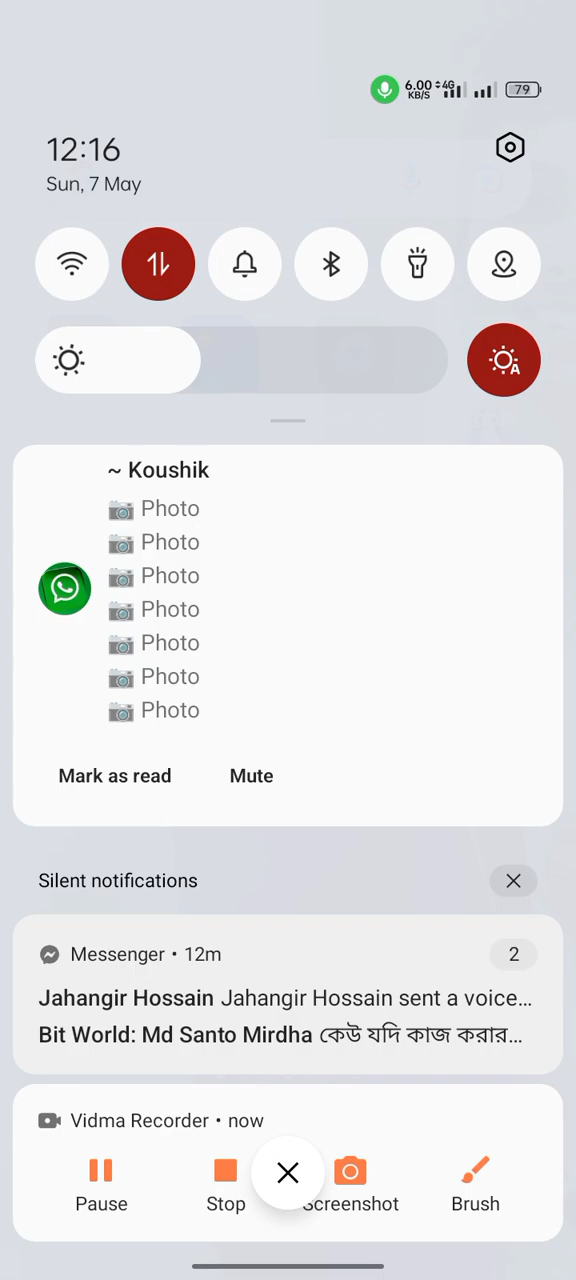 6.00 KB/S 4G 79
12:16
Sun, 7 May
A
~ Koushik
Photo
Photo
Photo
Photo
Photo
Photo
Photo
Mark as read Mute
Silent notifications
Messenger • 12m 2
Jahangir Hossain Jahangir Hossain sent a voice...
Bit World: Md Santo Mirdha কেউ যদি কাজ করার...
Vidma Recorder • now
Pause Stop Screenshot Brush